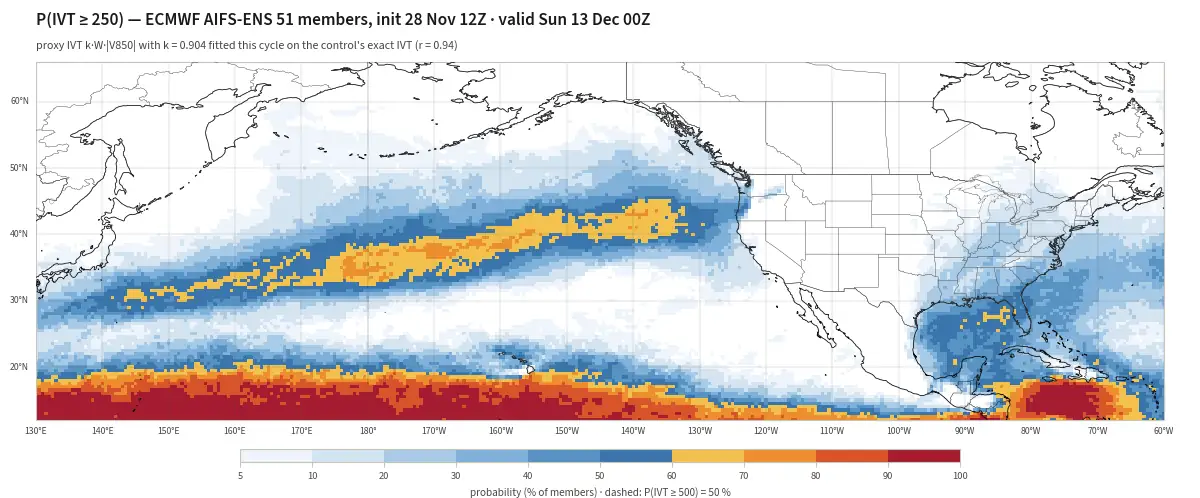 P(IVT ≥ 250) — ECMWF AIFS-ENS 51 members, init 28 Nov 12Z · valid Sun 13 Dec 00Z
proxy IVT k·W·|V850| with k = 0.904 fitted this cycle on the control's exact IVT (r = 0.94)
60°N
50°N
40°N
30°N
20°N
130°E 140°E 150°E 160°E 170°E 180° 170°W 160°W 150°W 140°W 130°W 120°W 110°W 100°W 90°W 80°W 70°W 60°W
5 10 20 30 40 50 60 70 80 90 100
probability (% of members) · dashed: P(IVT ≥ 500) = 50 %